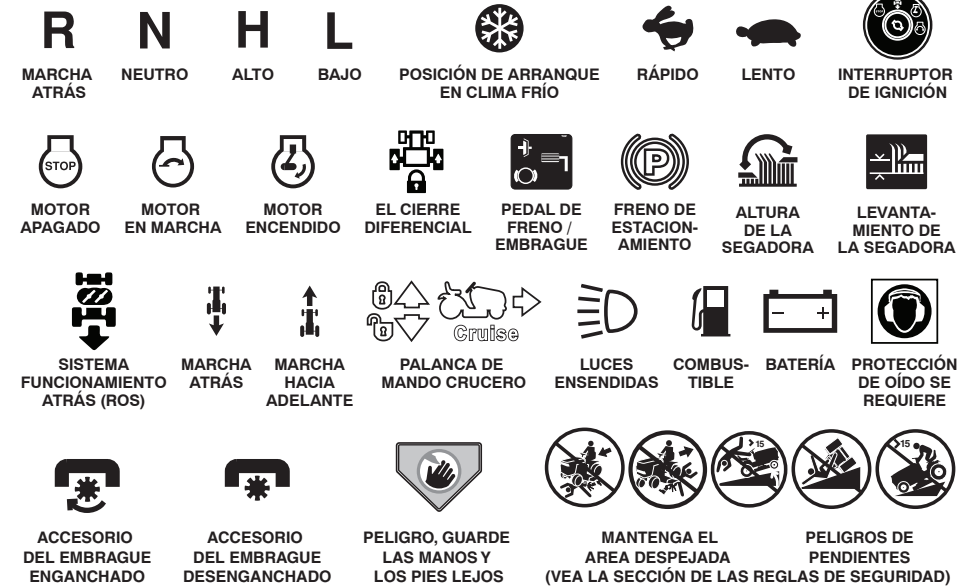 R N H L
MARCHA ATRÁS
NEUTRO
ALTO
BAJO
POSICIÓN DE ARRANQUE
EN CLIMA FRÍO
RÁPIDO
LENTO
INTERRUPTOR
DE IGNICIÓN
STOP
MOTOR
APAGADO
MOTOR
EN MARCHA
MOTOR
ENCENDIDO
EL CIERRE
DIFERENCIAL
PEDAL DE
FRENO /
EMBRAGUE
P
FRENO DE
ESTACION-
AMIENTO
ALTURA
DE LA
SEGADORA
LEVANTA-
MIENTO DE
LA SEGADORA
SISTEMA
FUNCIONAMIENTO
ATRÁS (ROS)
MARCHA
ATRÁS
MARCHA
HACIA
ADELANTE
Cruise
PALANCA DE
MANDO CRUCERO
LUCES
ENSENDIDAS
COMBUS-
TIBLE
- +
BATERÍA
PROTECCIÓN
DE OÍDO SE
REQUIERE
ACCESORIO
DEL EMBRAGUE
ENGANCHADO
ACCESORIO
DEL EMBRAGUE
DESENGANCHADO
PELIGRO, GUARDE
LAS MANOS Y
LOS PIES LEJOS
>15
>15
MANTENGA EL
AREA DESPEJADA
PELIGROS DE
PENDIENTES
(VEA LA SECCIÓN DE LAS REGLAS DE SEGURIDAD)